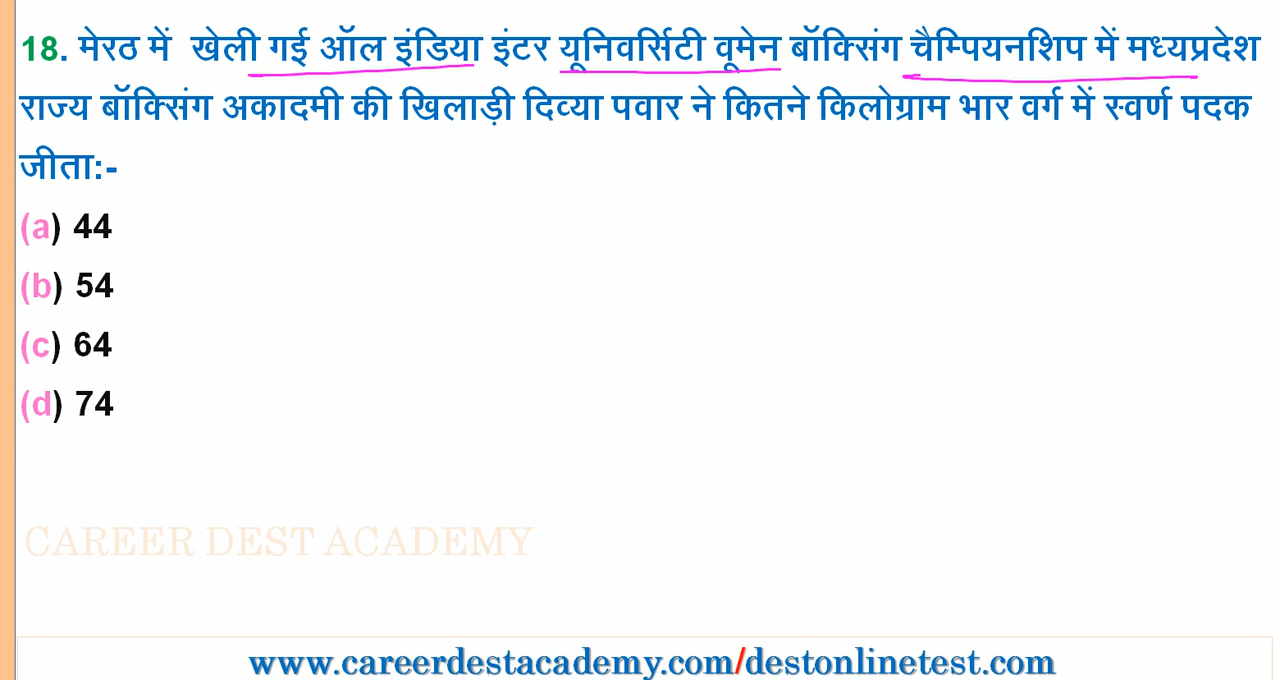 18. मेरठ में खेली गई ऑल इंडिया इंटर यूनिवर्सिटी वूमेन बॉक्सिंग चैम्पियनशिप में मध्यप्रदेश
राज्य बॉक्सिंग अकादमी की खिलाड़ी दिव्या पवार ने कितने किलोग्राम भार वर्ग में स्वर्ण पदक
जीता:-
(a) 44
(b) 54
(c) 64
(d) 74
CAREER DEST ACADEMY
www.careerdestacademy.com/destonlinetest.com